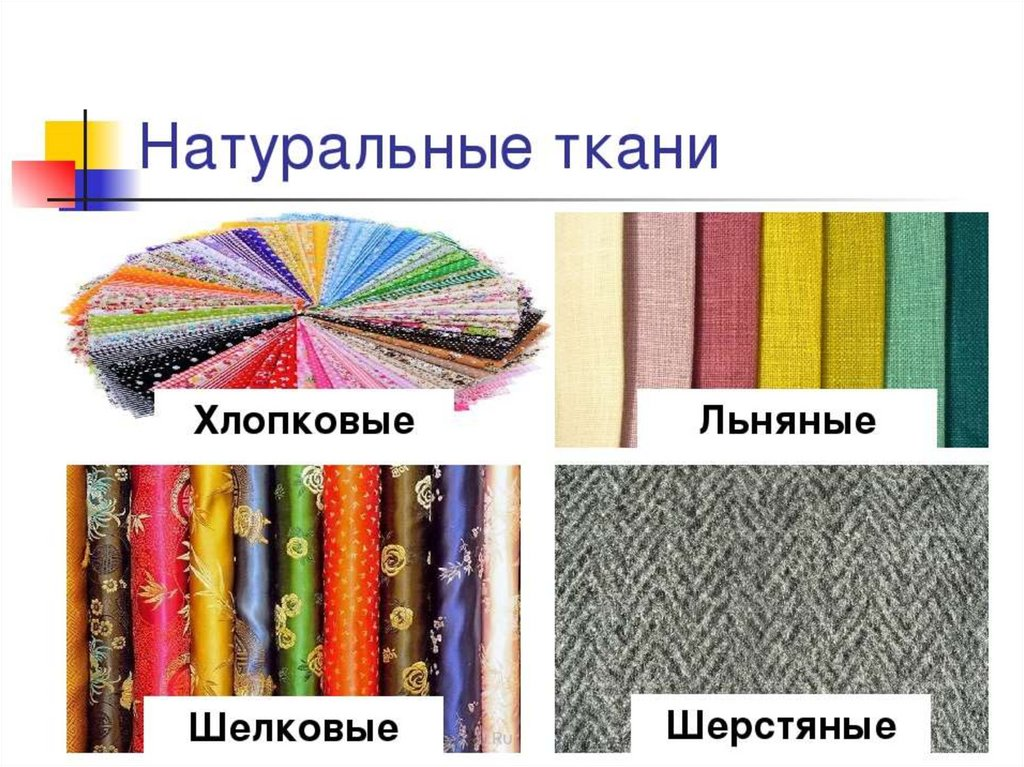 Натуральные ткани
Хлопковые
Льняные
Шелковые
Шерстяные